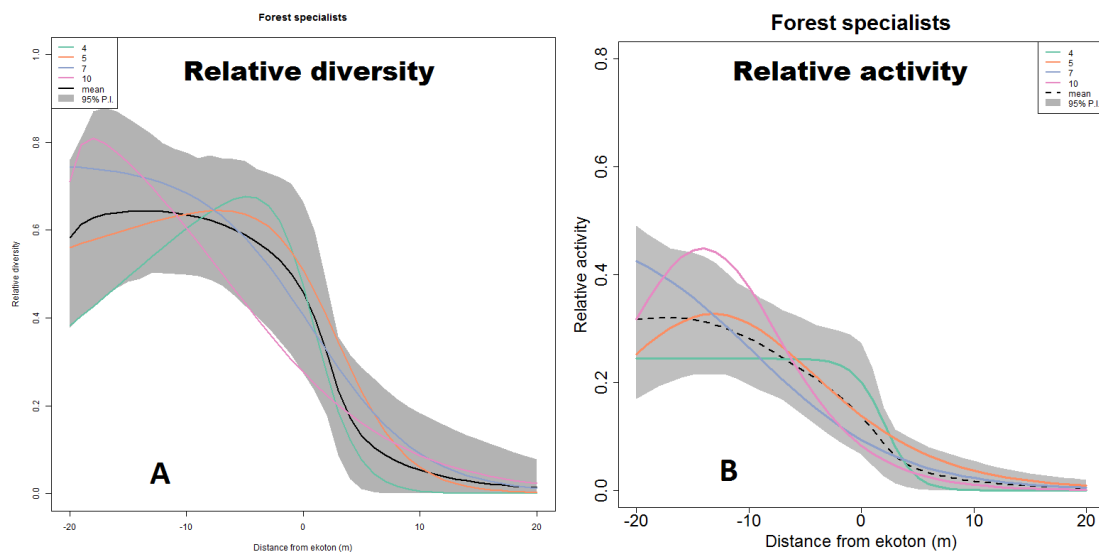 Forest specialists
4
5
7
10
mean
95% P.I.
Relative diversity
Relative diversity
1.0
0.8
0.6
0.4
0.2
0.0
A
-20 -10 0 10 20
Distance from ekoton (m)
Forest specialists
4
5
7
10
mean
95% P.I.
Relative activity
Relative activity
0.8
0.6
0.4
0.2
0.0
B
-20 -10 0 10 20
Distance from ekoton (m)